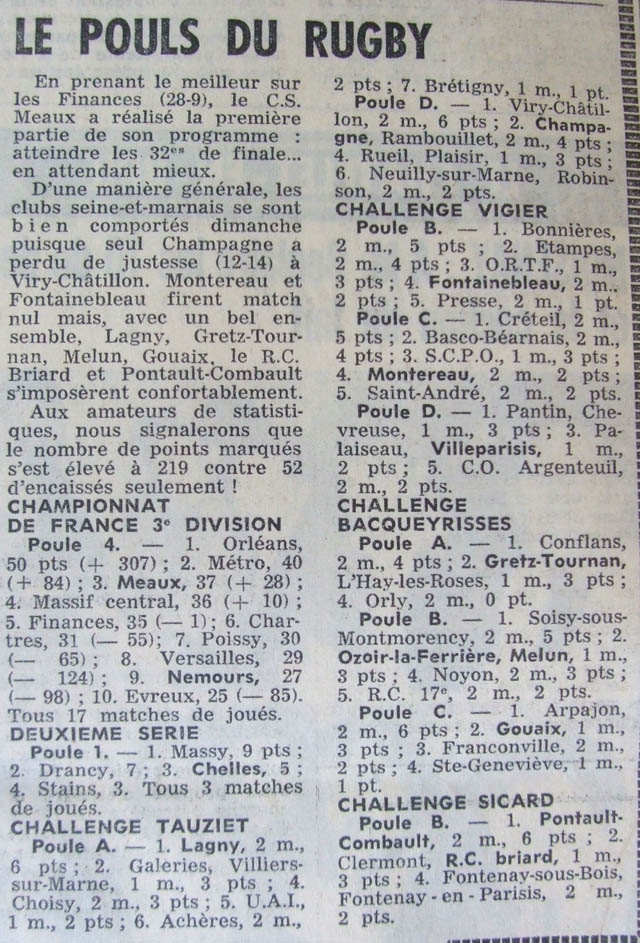 LE POULS DU RUGBY
En prenant le meilleur sur
les Finances (28-9), le C.S.
Meaux a réalisé la première
partie de son programme :
atteindre les 32es de finale...
en attendant mieux.
D'une manière générale, les
clubs seine-et-marnais se sont
bien comportés dimanche
puisque seul Champagne a
perdu de justesse (12-14) à
Viry-Châtillon. Montereau et
Fontainebleau firent match
nul mais, avec un bel en-
semble, Lagny, Gretz-Tour-
nan, Melun, Gouaix, le R.C.
Briard et Pontault-Combault
s'imposèrent confortablement.
Aux amateurs de statisti-
ques, nous signalerons que
le nombre de points marqués
s'est élevé à 219 contre 52
d'encaissés seulement !
CHAMPIONNAT
DE FRANCE 3e DIVISION
Poule 4. — 1. Orléans,
50 pts (+ 307) ; 2. Métro, 40
(+ 84) ; 3. Meaux, 37 (+ 28) ;
4. Massif central, 36 (+ 10) ;
5. Finances, 35 (— 1) ; 6. Char-
tres, 31 (— 55); 7. Poissy, 30
(— 65) ; 8. Versailles, 29
(— 124) ; 9. Nemours, 27
(— 98) ; 10. Evreux, 25 (— 85).
Tous 17 matches de joués.
DEUXIEME SERIE
Poule 1. — 1. Massy, 9 pts ;
2. Drancy, 7 ; 3. Chelles, 5 ;
4. Stains, 3. Tous 3 matches
de joués.
CHALLENGE TAUZIET
Poule A. — 1. Lagny, 2 m.,
6 pts ; 2. Galeries, Villiers-
sur-Marne, 1 m., 3 pts ; 4.
Choisy, 2 m., 3 pts ; 5. U.A.I.,
1 m., 2 pts ; 6. Achères, 2 m.,
2 pts ; 7. Brétigny, 1 m., 1 pt.
Poule D. — 1. Viry-Châtil-
lon, 2 m., 6 pts ; 2. Champa-
gne, Rambouillet, 2 m., 4 pts ;
4. Rueil, Plaisir, 1 m., 3 pts ;
6. Neuilly-sur-Marne, Robin-
son, 2 m., 2 pts.
CHALLENGE VIGIER
Poule B. — 1. Bonnières,
2 m., 5 pts ; 2. Etampes,
2 m., 4 pts ; 3. O.R.T.F., 1 m.,
3 pts ; 4. Fontainebleau, 2 m.,
2 pts ; 5. Presse, 2 m., 1 pt.
Poule C. — 1. Créteil, 2 m.,
5 pts ; 2. Basco-Béarnais, 2 m.,
4 pts ; 3. S.C.P.O., 1 m., 3 pts ;
4. Montereau, 2 m., 2 pts ;
5. Saint-André, 2 m., 2 pts.
Poule D. — 1. Pantin, Che-
vreuse, 1 m., 3 pts ; 3. Pa-
laiseau, Villeparisis, 1 m.,
2 pts ; 5. C.O. Argenteuil,
2 m., 2 pts.
CHALLENGE
BACQUEYRISSES
Poule A. — 1. Conflans,
2 m., 4 pts ; 2. Gretz-Tournan,
L'Hay-les-Roses, 1 m., 3 pts ;
4. Orly, 2 m., 0 pt.
Poule B. — 1. Soisy-sous-
Montmorency, 2 m., 5 pts ; 2.
Ozoir-la-Ferrière, Melun, 1 m.,
3 pts ; 4. Noyon, 2 m., 3 pts ;
5. R.C. 17e, 2 m., 2 pts.
Poule C. — 1. Arpajon,
2 m., 6 pts ; 2. Gouaix, 1 m.,
3 pts ; 3. Franconville, 2 m.,
2 pts ; 4. Ste-Geneviève, 1 m.,
1 pt.
CHALLENGE SICARD
Poule B. — 1. Pontault-
Combault, 2 m., 6 pts ; 2.
Clermont, R.C. briard, 1 m.,
3 pts ; 4. Fontenay-sous-Bois,
Fontenay-en-Parisis, 2 m.,
2 pts.